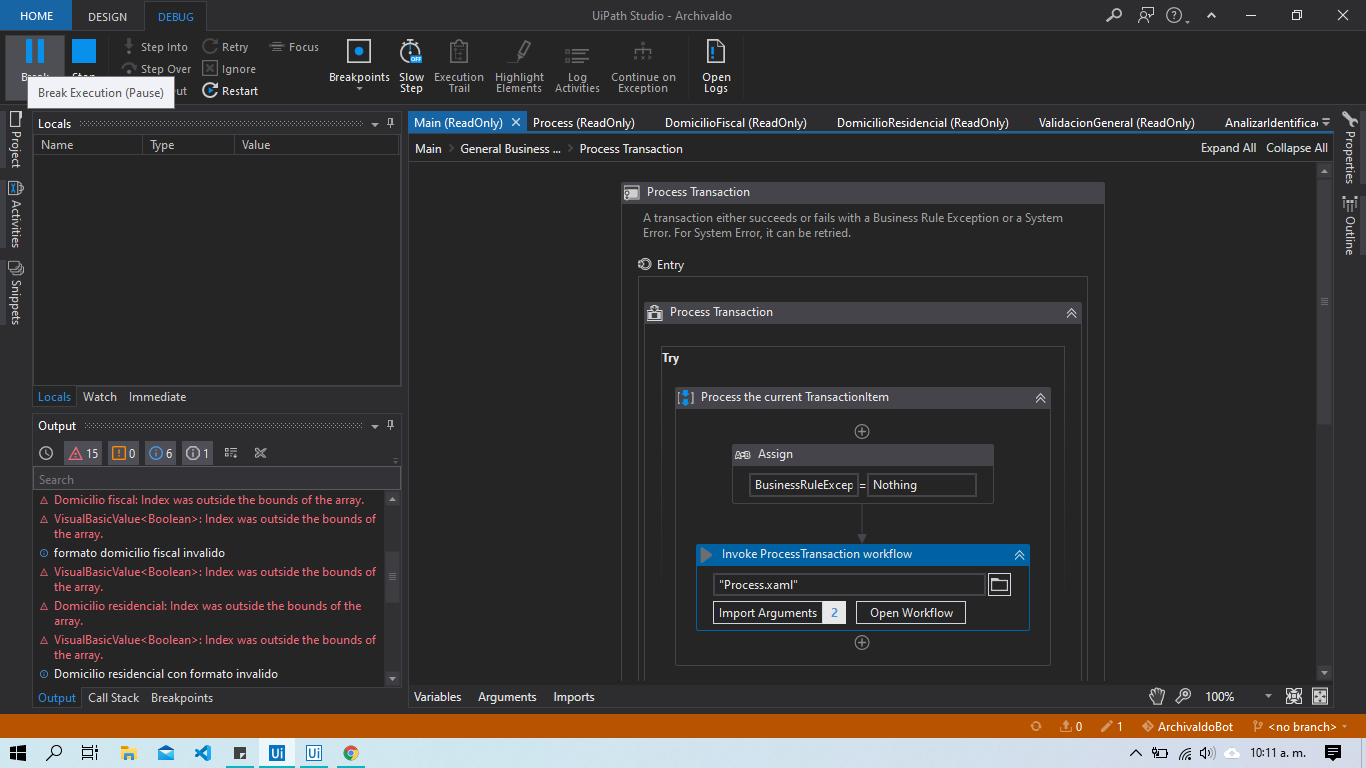 HOME
DESIGN
DEBUG
UiPath Studio - Archivaldo
Break
Stop
Step Into
Step Over
Retry
Ignore
Restart
Focus
Breakpoints
Slow
Step
OFF
Execution
Trail
Highlight
Elements
Log
Activities
Continue on
Exception
Open
Logs
Break Execution (Pause)
Project
Activities
Snippets
Locals
Name
Type
Value
Locals
Watch
Immediate
Output
15
0
6
1
Search
Domicilio fiscal: Index was outside the bounds of the array.
VisualBasicValue<Boolean>: Index was outside the bounds of
the array.
formato domicilio fiscal invalido
VisualBasicValue<Boolean>: Index was outside the bounds of
the array.
Domicilio residencial: Index was outside the bounds of the
array.
VisualBasicValue<Boolean>: Index was outside the bounds of
the array.
Domicilio residencial con formato invalido
Output
Call Stack
Breakpoints
Main (ReadOnly)
Process (ReadOnly)
DomicilioFiscal (ReadOnly)
DomicilioResidencial (ReadOnly)
ValidacionGeneral (ReadOnly)
AnalizarIdentifica
Main
General Business ...
Process Transaction
Expand All
Collapse All
Process Transaction
A transaction either succeeds or fails with a Business Rule Exception or a System
Error. For System Error, it can be retried.
Entry
Process Transaction
Try
Process the current TransactionItem
Assign
A+B
BusinessRuleExcep = Nothing
Invoke ProcessTransaction workflow
"Process.xaml"
Import Arguments 2
Open Workflow
Variables
Arguments
Imports
100%
Properties
Outline
0
1
ArchivaldoBot
<no branch>
Ui
Ui
10:11 a. m.